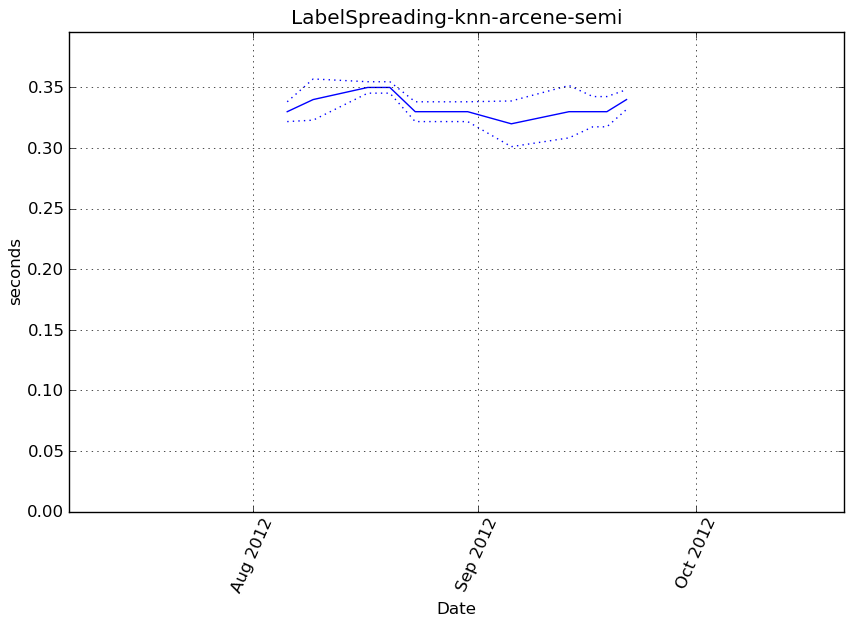 LabelSpreading-knn-arcene-semi
seconds
0.35
0.30
0.25
0.20
0.15
0.10
0.05
0.00
Aug 2012
Sep 2012
Oct 2012
Date